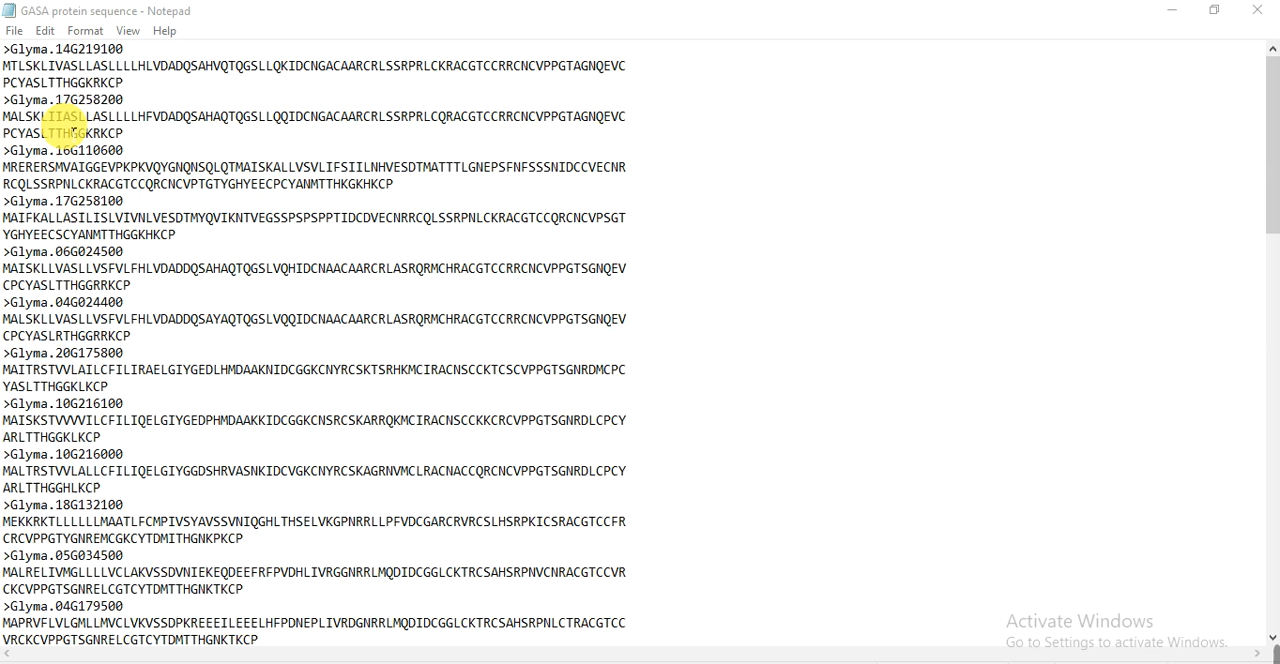 GASA protein sequence - Notepad
File Edit Format View Help
>Glyma.14G219100
MTLSKLIVASLLASLLLLHLVDADQSAHVQTQGSLLQKIDCNGACAARCRLSSRPRLCKRACGTCCRRCNCVPPGTAGNQEVC
PCYASLTTHGGKRKCP
>Glyma.17G258200
MALSKLIIASLLASLLLLHFVDADQSAHAQTQGSLLQQIDCNGACAARCRLSSRPRLCQRACGTCCRRCNCVPPGTAGNQEVC
PCYASLTTHGGKRKCP
>Glyma.16G110600
MRERERSMVAIGGEVPKPKVQYGNQNSQLQTMAISKALLVSVLIFSIILNHVESDTMATTTLGNEPSFNFSSSNIDCCVECNR
RCQLSSRPNLCKRACGTCCQRCNCVPTGTYGHYEECPCYANMTTHKGKHKCP
>Glyma.17G258100
MAIFKALLASILISLVIVNLVESDTMYQVIKNTVEGSSPSPSPPTIDCDVECNRRCQLSSRPNLCKRACGTCCQRCNCVPSGT
YGHYEECSCYANMTTHGGKHKCP
>Glyma.06G024500
MAISKLLVASLLVSFVLFHLVDADDQSAHAQTQGSLVQHIDCNAACAARCRLASRQRMCHRACGTCCRRCNCVPPGTSGNQEV
CPCYASLTTHGGRRKCP
>Glyma.04G024400
MALSKLLVASLLVSFVLFHLVDADDQSAYAQTQGSLVQQIDCNAACAARCRLASRQRMCHRACGTCCRRCNCVPPGTSGNQEV
CPCYASLRTHGGRRKCP
>Glyma.20G175800
MAITRSTVVLAILCFILIRAELGIYGEDLHMDAAKNIDCGGKCNYRCSKTSRHKMCIRACNSCCKTCSCVPPGTSGNRDMCPC
YASLTTHGGKLKCP
>Glyma.10G216100
MAISKSTVVVVILCFILIQELGIYGEDPHMDAAKKIDCGGKCNSRCSKARRQKMCIRACNSCCKKCRCVPPGTSGNRDLCPCY
ARLTTHGGKLKCP
>Glyma.10G216000
MALTRSTVVLALLCFILIQELGIYGGDSHRVASNKIDCVGKCNYRCSKAGRNVMCLRACNACCQRCNCVPPGTSGNRDLCPCY
ARLTTHGGHLKCP
>Glyma.18G132100
MEKKRKTLLLLLLMAATLFCMPIVSYAVSSVNIQGHLTHSELVKGPNRRLLPFVDCGARCRVRCSLHSRPKICSRACGTCCFR
CRCVPPGTYGNREMCGKCYTDMITHGNKPKCP
>Glyma.05G034500
MALRELIVMGLLLLVCLAKVSSDVNIEKEQDEEFRFPVDHLIVRGGNRRLMQDIDCGGLCKTRCSAHSRPNVCNRACGTCCVR
CKCVPPGTSGNRELCGTCYTDMTTHGNKTKCP
>Glyma.04G179500
MAPRVFLVLGMLLMVCLVKVSSDPKREEEILEEELHFPDNEPLIVRDGNRRLMQDIDCGGLCKTRCSAHSRPNLCTRACGTCC
VRCKCVPPGTSGNRELCGTCYTDMTTHGNKTKCP
Activate Windows
Go to Settings to activate Windows.